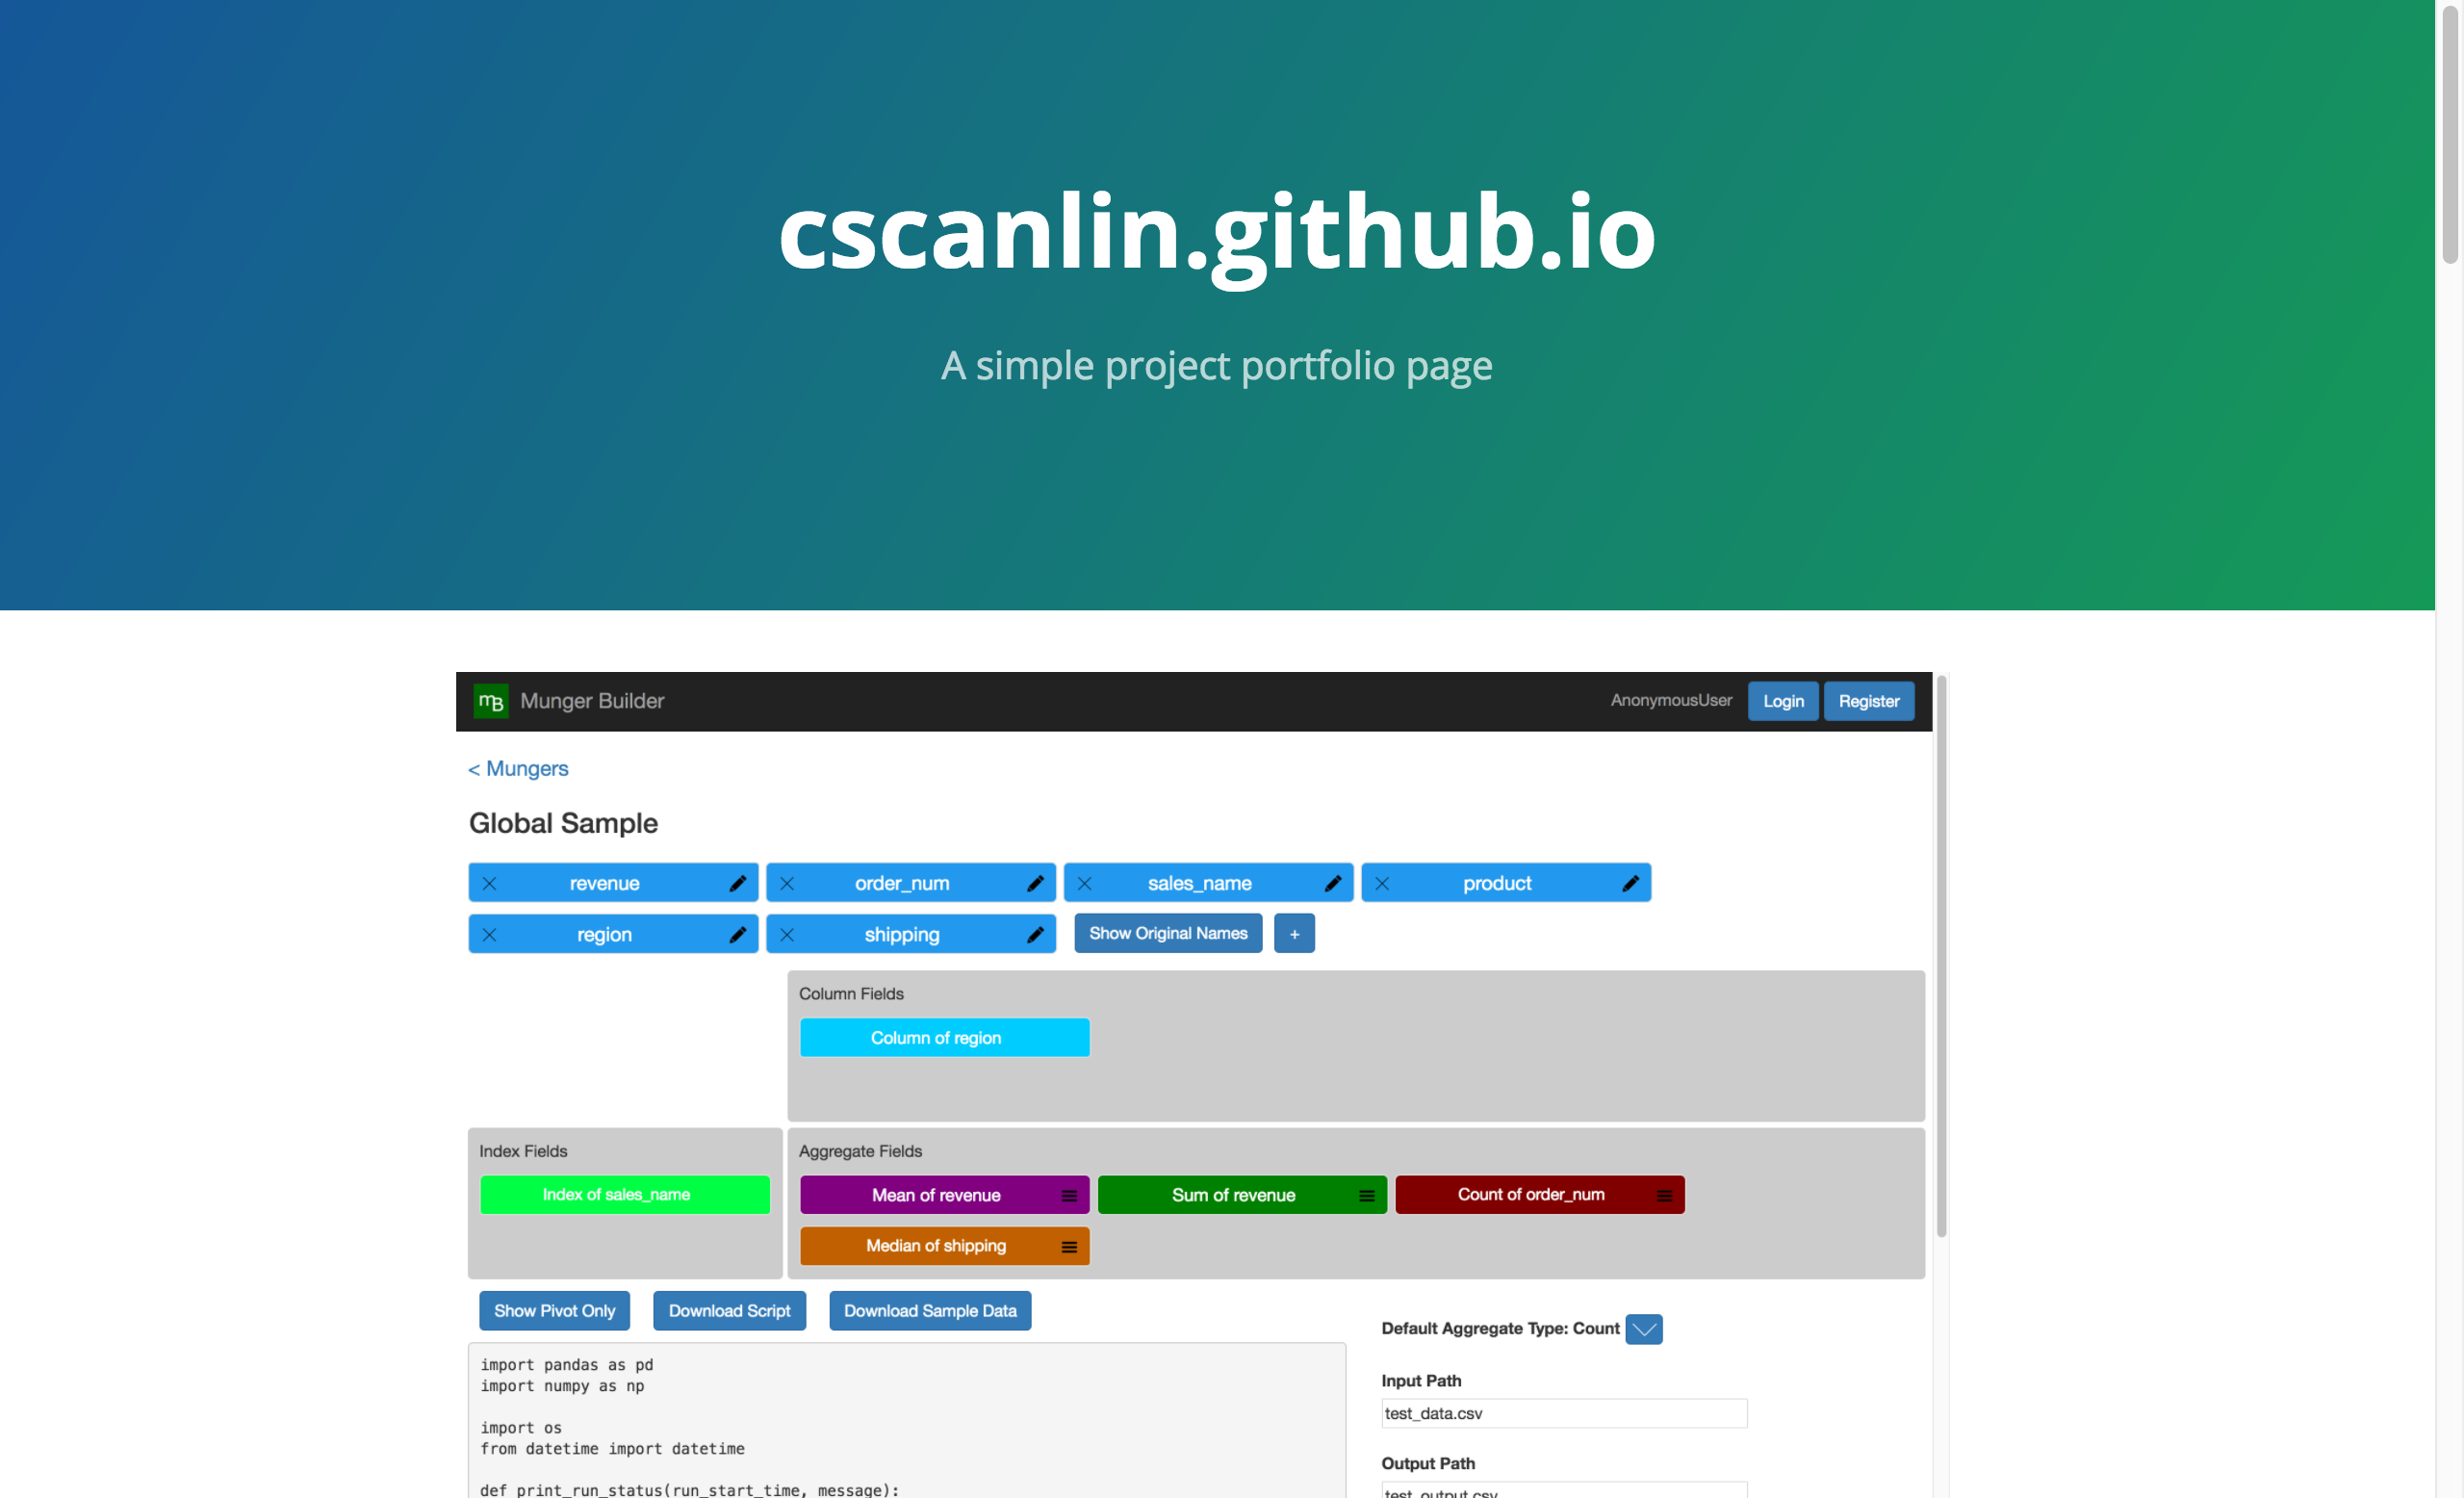 cscanlin.github.io
A simple project portfolio page
mB Munger Builder AnonymousUser Login Register
< Mungers
Global Sample
revenue order_num sales_name product
region shipping Show Original Names +
Column Fields
Column of region
Index Fields Aggregate Fields
Index of sales_name Mean of revenue Sum of revenue Count of order_num
Median of shipping
Show Pivot Only Download Script Download Sample Data
Default Aggregate Type: Count
import pandas as pd
import numpy as np
import os
from datetime import datetime
def print_run_status(run_start_time, message):
Input Path
test_data.csv
Output Path
test_output.csv